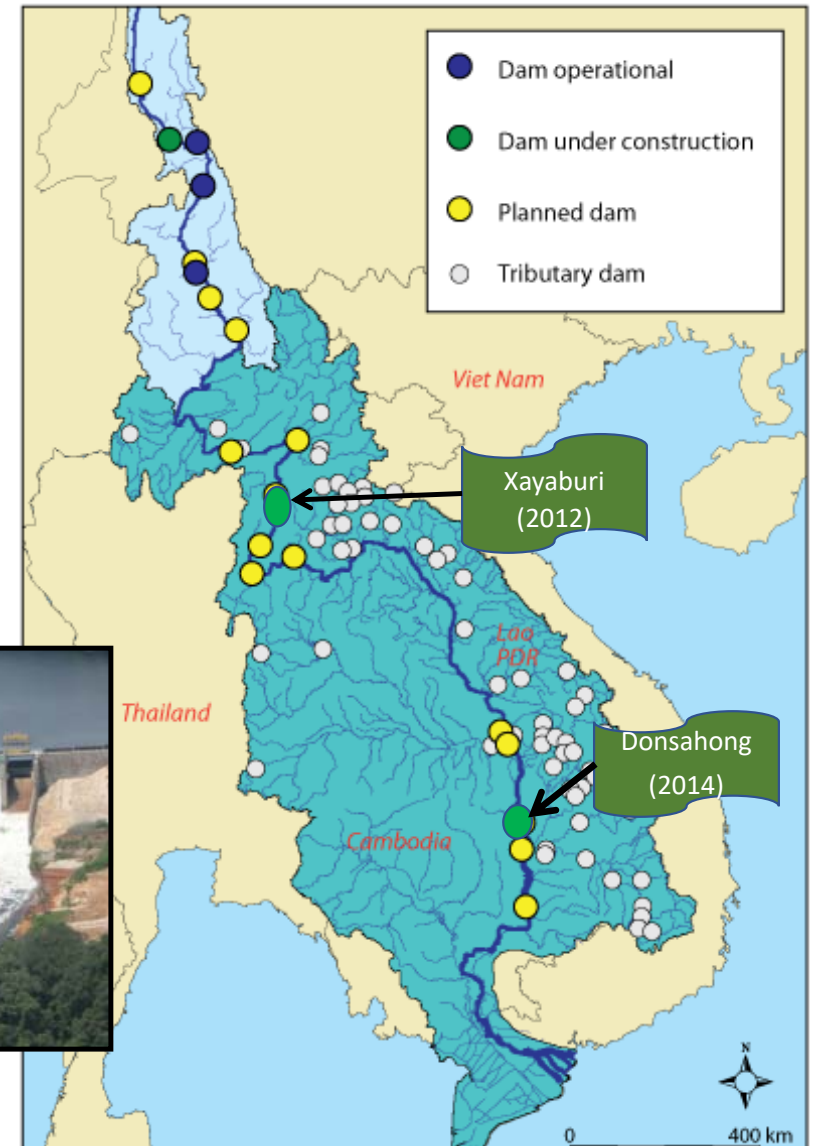 Dam operational
Dam under construction
Planned dam
Tributary dam
Viet Nam
Xayaburi
(2012)
Lao
PDR
Thailand
Donsahong
(2014)
Cambodia
N
0
400 km